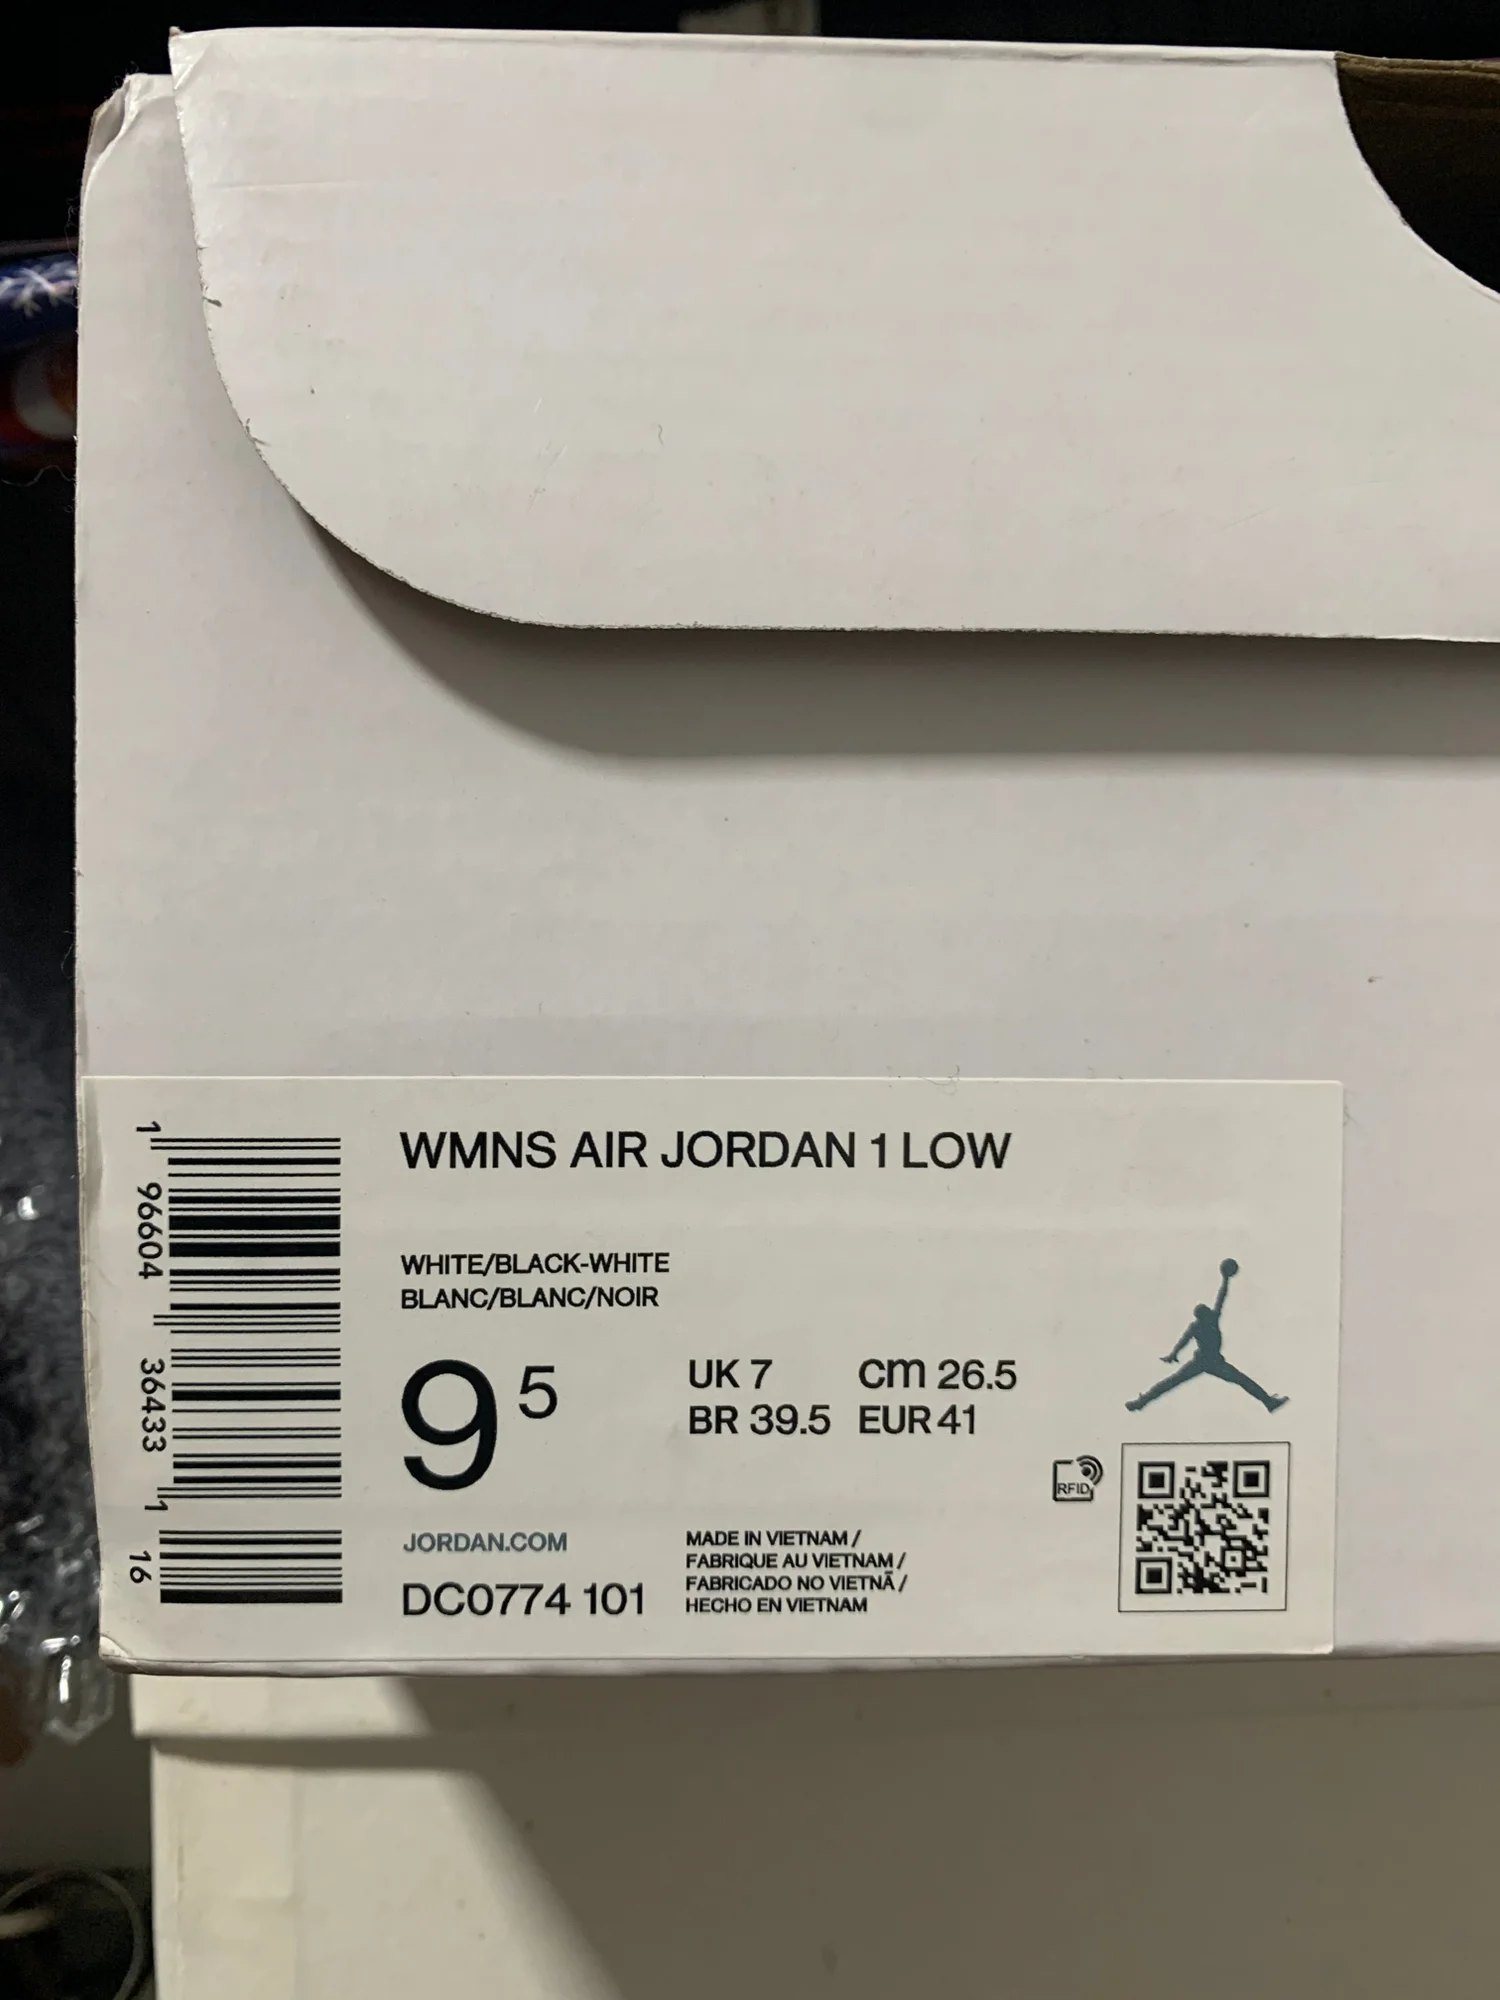 WMNS AIR JORDAN 1 LOW
WHITE/BLACK-WHITE
BLANC/BLANC/NOIR
9 5
UK 7 cm 26.5
BR 39.5 EUR 41
RFID
JORDAN.COM
DC0774 101
MADE IN VIETNAM /
FABRIQUE AU VIETNAM /
FABRICADO NO VIETNÃ /
HECHO EN VIETNAM
1 96604 36433 1 16